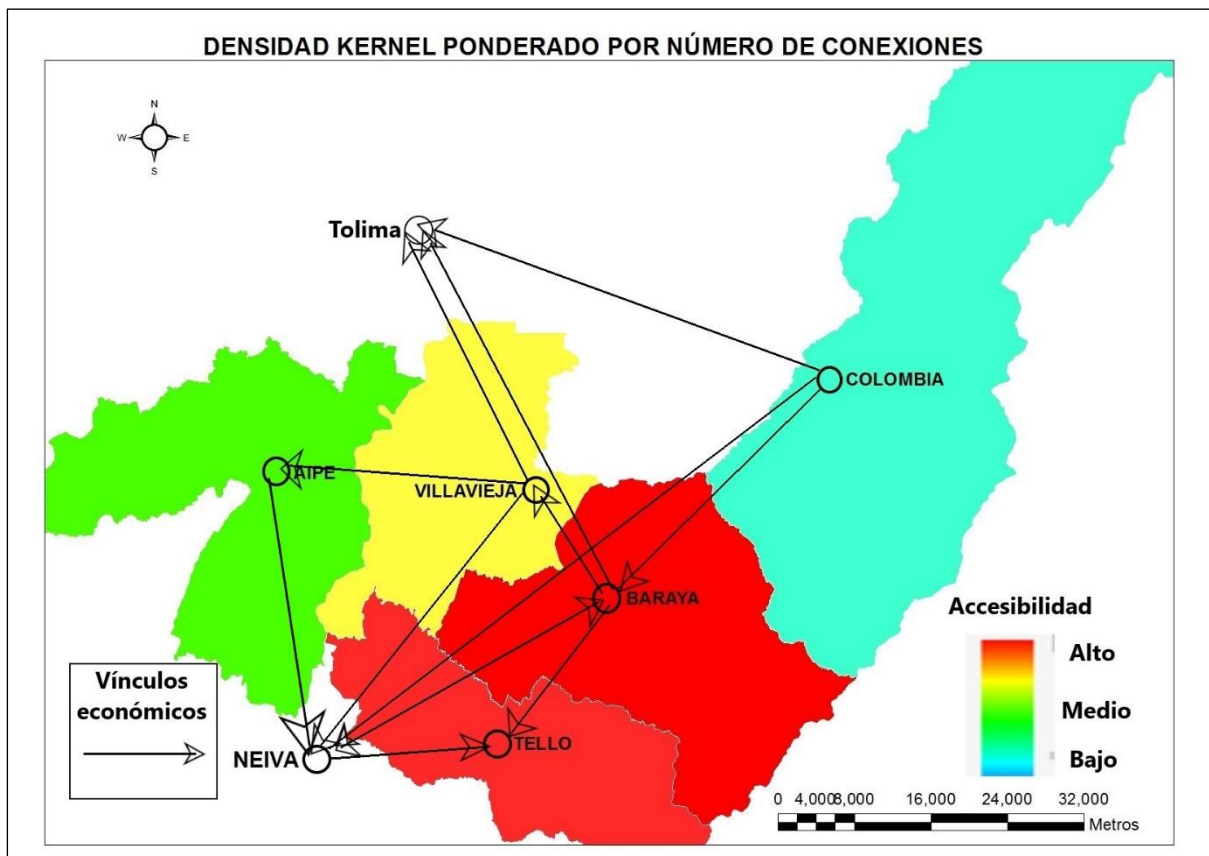 DENSIDAD KERNEL PONDERADO POR NÚMERO DE CONEXIONES
N
W E
S
Tolima
COLOMBIA
AIPE
VILLAVIEJA
BARAYA
Accesibilidad
Alto
Medio
Bajo
Vínculos
económicos
NEIVA
TELLO
0 4,000 8,000 16,000 24,000 32,000
Metros